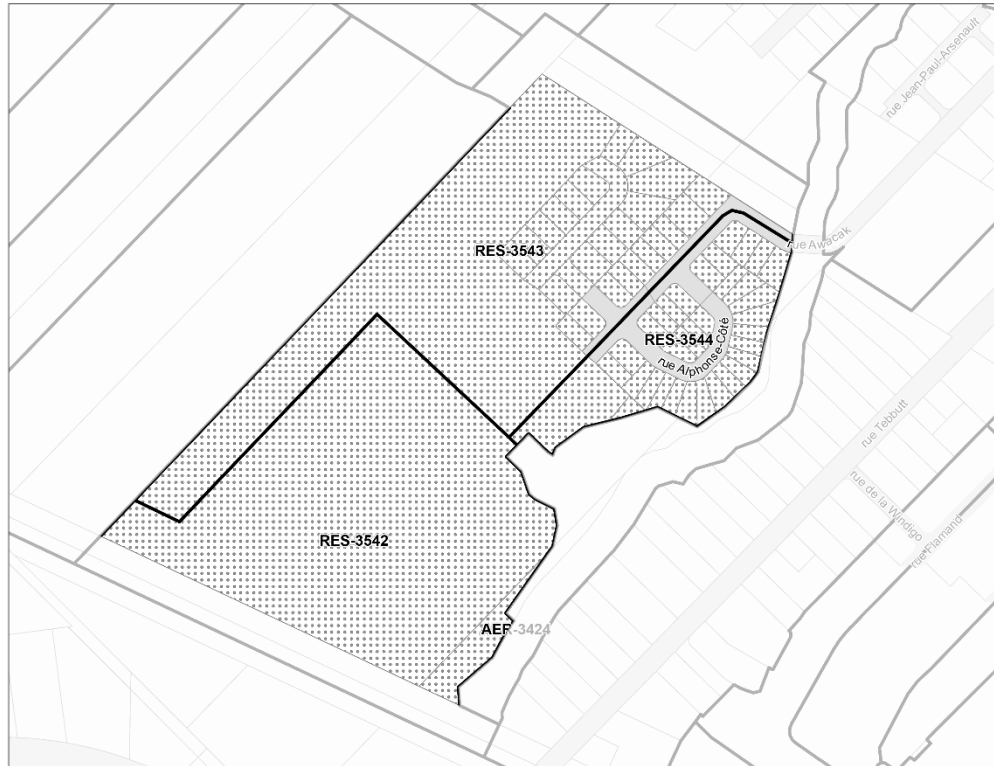 rue Jean-Paul-Arsenault
rue Awacak
RES-3543
RES-3544
rue Alphonse-Côté
rue Tebbutt
rue de la Windigo
rue Flamand
RES-3542
AER-3424